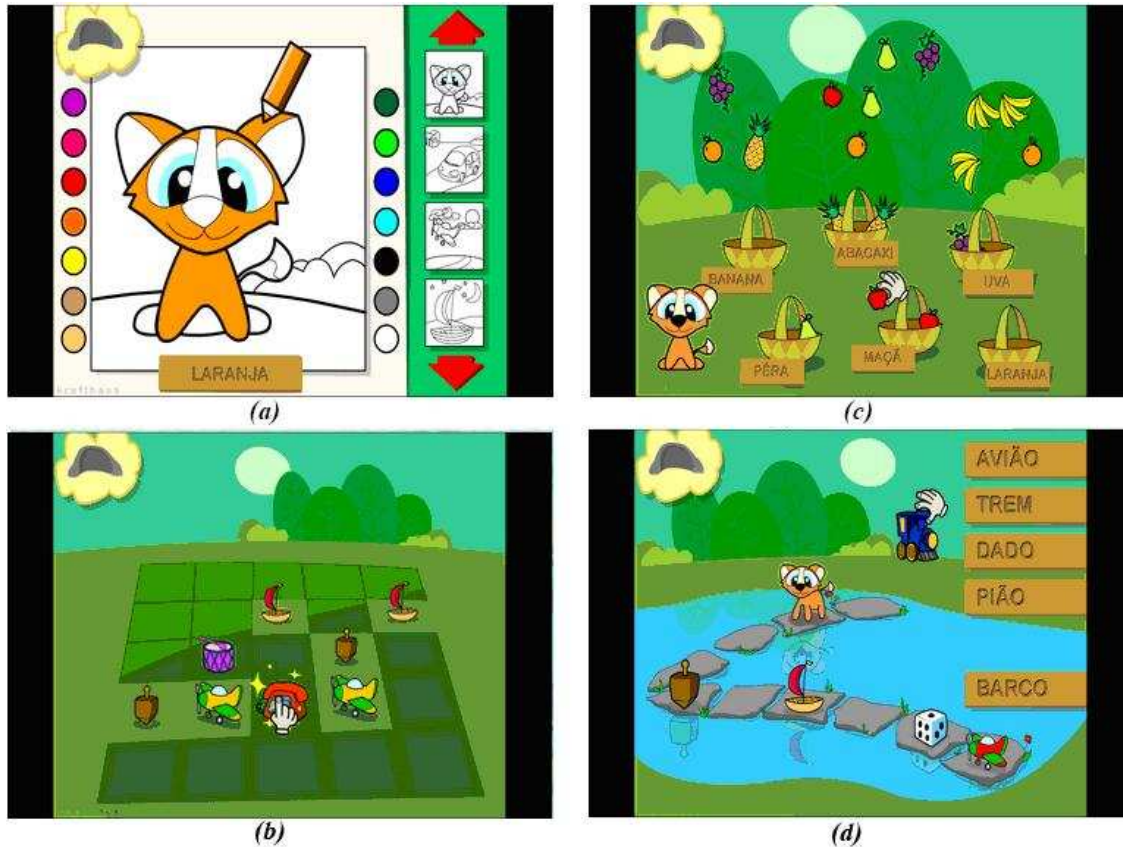 LARANJA
(a)
ABACAXI
BANANA
UVA
PÊRA
MAÇÃ
LARANJA
(c)
(b)
AVIÃO
TREM
DADO
PIÃO
BARCO
(d)